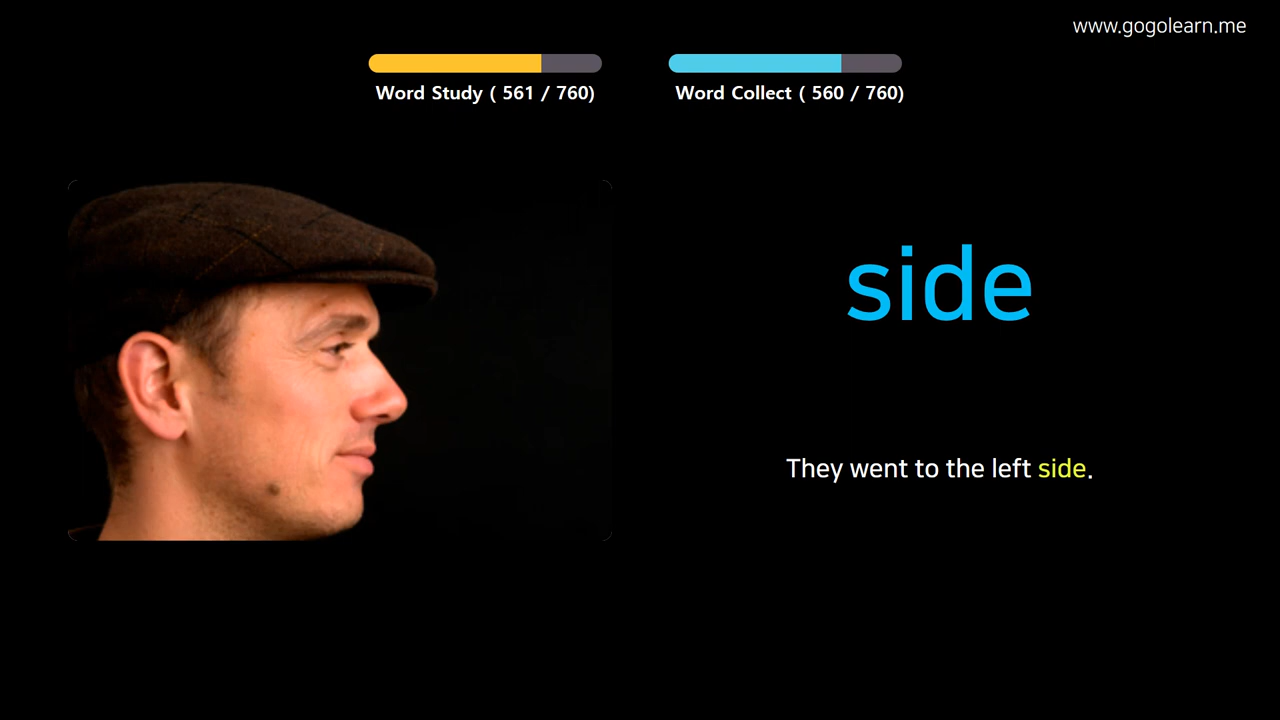 www.gogolearn.me
Word Study ( 561 / 760)
Word Collect ( 560 / 760)
side
They went to the left side.